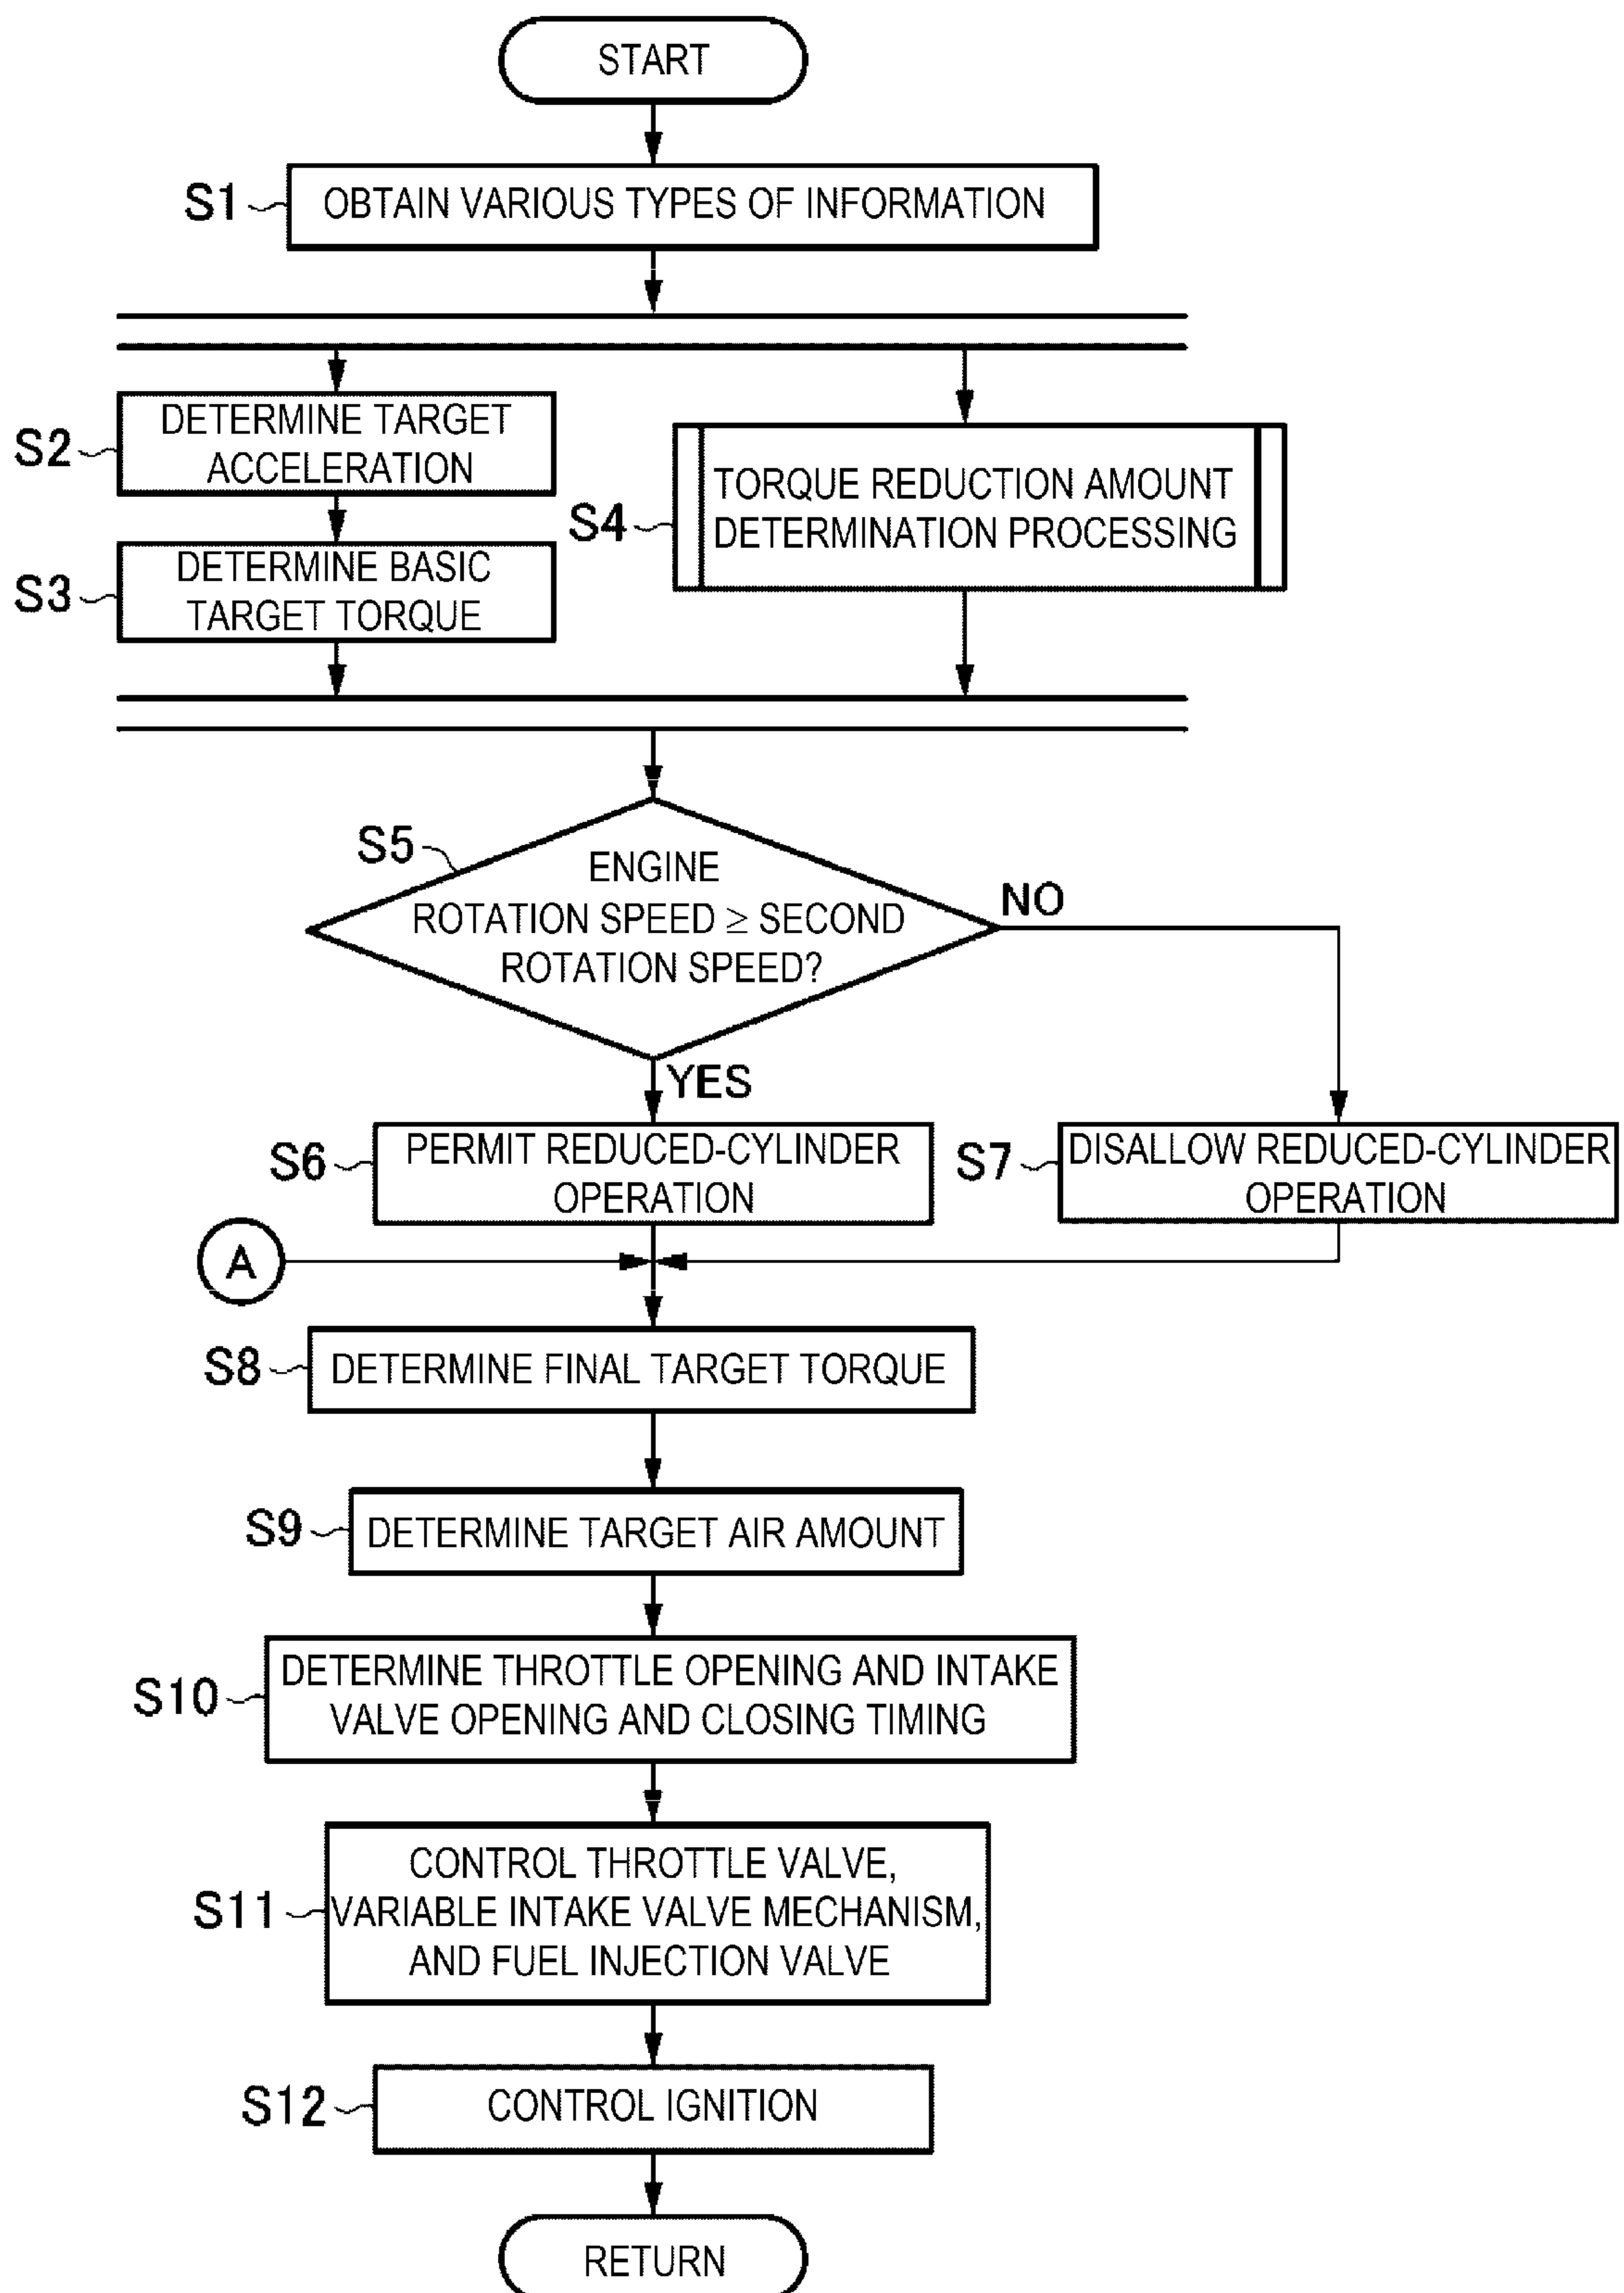 START
S1
OBTAIN VARIOUS TYPES OF INFORMATION
S2
DETERMINE TARGET
ACCELERATION
S3
DETERMINE BASIC
TARGET TORQUE
S4
TORQUE REDUCTION AMOUNT
DETERMINATION PROCESSING
S5
ENGINE
ROTATION SPEED ≥ SECOND
ROTATION SPEED?
NO
YES
S6
PERMIT REDUCED-CYLINDER
OPERATION
S7
DISALLOW REDUCED-CYLINDER
OPERATION
A
S8
DETERMINE FINAL TARGET TORQUE
S9
DETERMINE TARGET AIR AMOUNT
S10
DETERMINE THROTTLE OPENING AND INTAKE
VALVE OPENING AND CLOSING TIMING
S11
CONTROL THROTTLE VALVE,
VARIABLE INTAKE VALVE MECHANISM,
AND FUEL INJECTION VALVE
S12
CONTROL IGNITION
RETURN